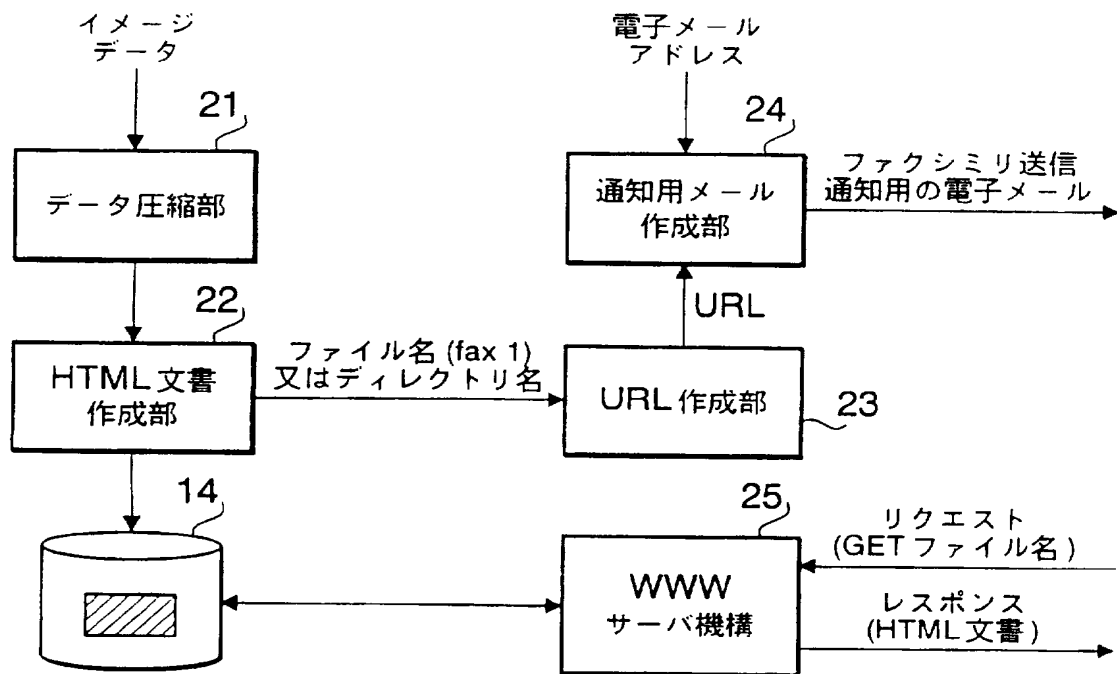 イメージ
データ
電子メール
アドレス
21
24
データ圧縮部
通知用メール
作成部
ファクシミリ送信
通知用の電子メール
22
URL
HTML文書
作成部
ファイル名(fax 1)
又はディレクトリ名
URL作成部
23
14
25
WWW
サーバ機構
リクエスト
(GETファイル名)
レスポンス
(HTML文書)